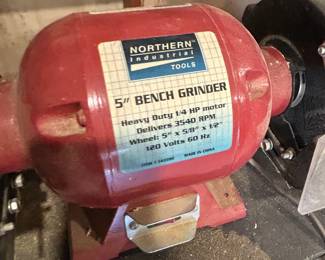 NORTHERN
Industrial
TOOLS
5" BENCH GRINDER
Heavy Duty 1/4 HP motor
Delivers 3540 RPM
Wheel: 5" x 5/8" x 1/2"
120 Volts 60 Hz
MADE IN CHINA